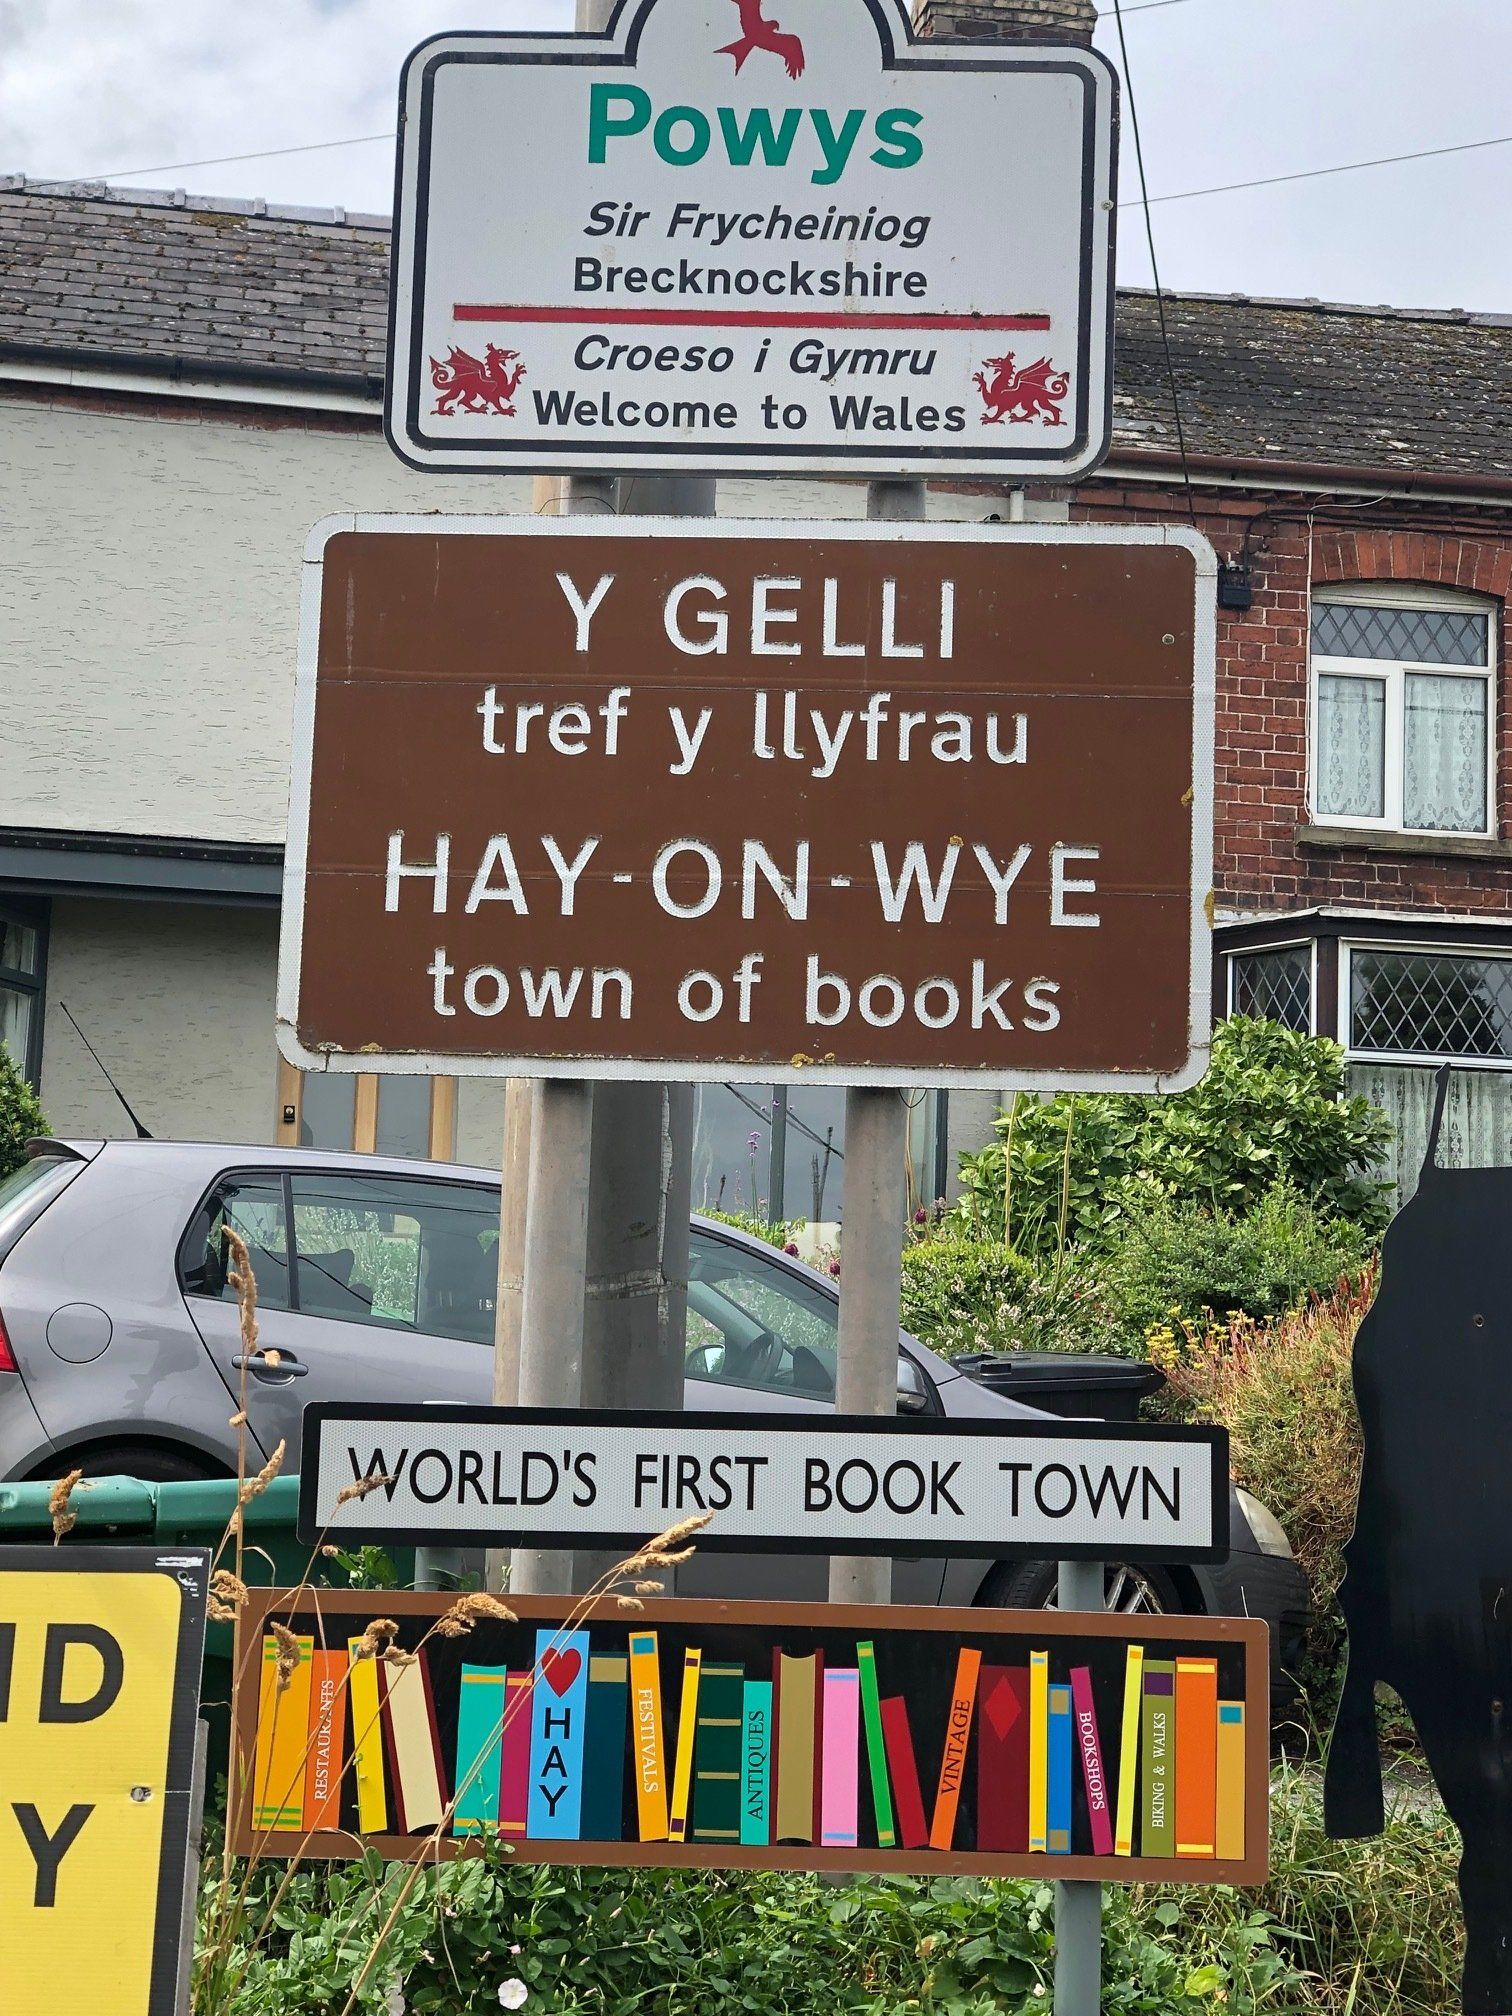 Powys
Sir Frycheiniog
Brecknockshire
Croeso i Gymru
Welcome to Wales
Y GELLI
tref y llyfrau
HAY-ON-WYE
town of books
WORLD'S FIRST BOOK TOWN
RESTAURANTS
HAY
FESTIVALS
ANTIQUES
VINTAGE
BOOKSHOPS
BIKING & WALKS